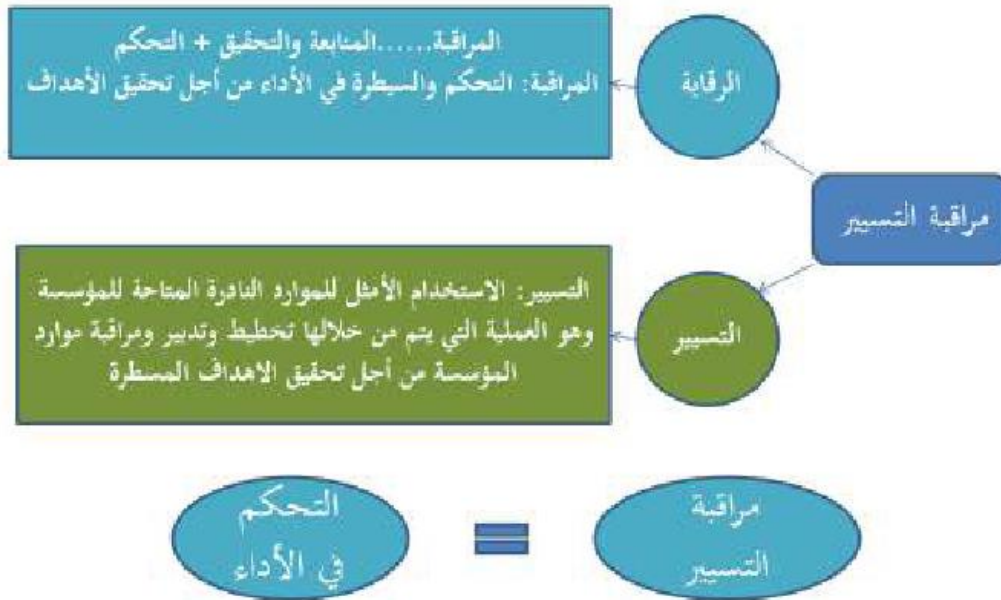 مراقبة التسيير
الرقابة
المراقبة......المتابعة والتحقيق + التحكم
المراقبة: التحكم والسيطرة في الأداء من أجل تحقيق الأهداف
التسيير
التسيير: الاستخدام الأمثل للموارد النادرة المتاحة للمؤسسة
وهو العملية التي يتم من خلالها تخطيط وتدبير ومراقبة موارد
المؤسسة من أجل تحقيق الاهداف المسطرة
مراقبة
التسيير
=
التحكم
في الأداء